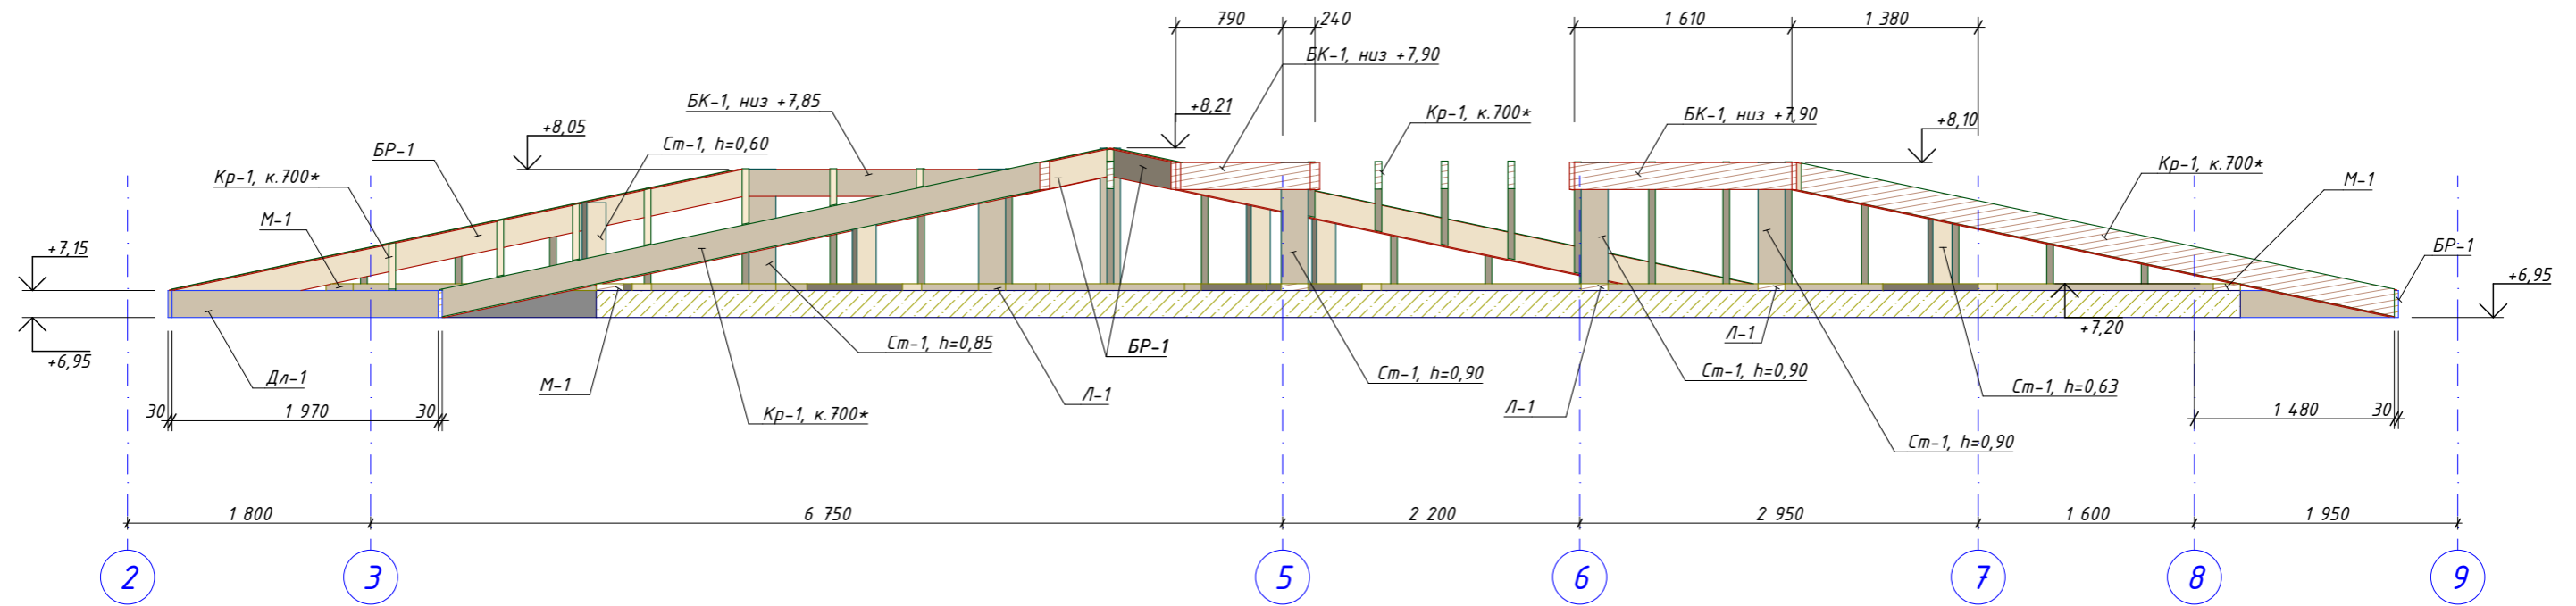 790
240
1 610
1 380
БК-1, низ +7,90
БК-1, низ +7,85
+8,21
Кр-1, к.700*
БК-1, низ +7,90
+8,10
+8,05
Ст-1, h=0,60
БР-1
Кр-1, к.700*
Кр-1, к.700*
М-1
М-1
+7,15
БР-1
+6,95
+7,20
+6,95
Ст-1, h=0,85
БР-1
Л-1
Дл-1
М-1
Л-1
Ст-1, h=0,90
Ст-1, h=0,90
Ст-1, h=0,63
Л-1
30
1 970
30
Кр-1, к.700*
1 480
30
Ст-1, h=0,90
1 800
6 750
2 200
2 950
1 600
1 950
2
3
5
6
7
8
9